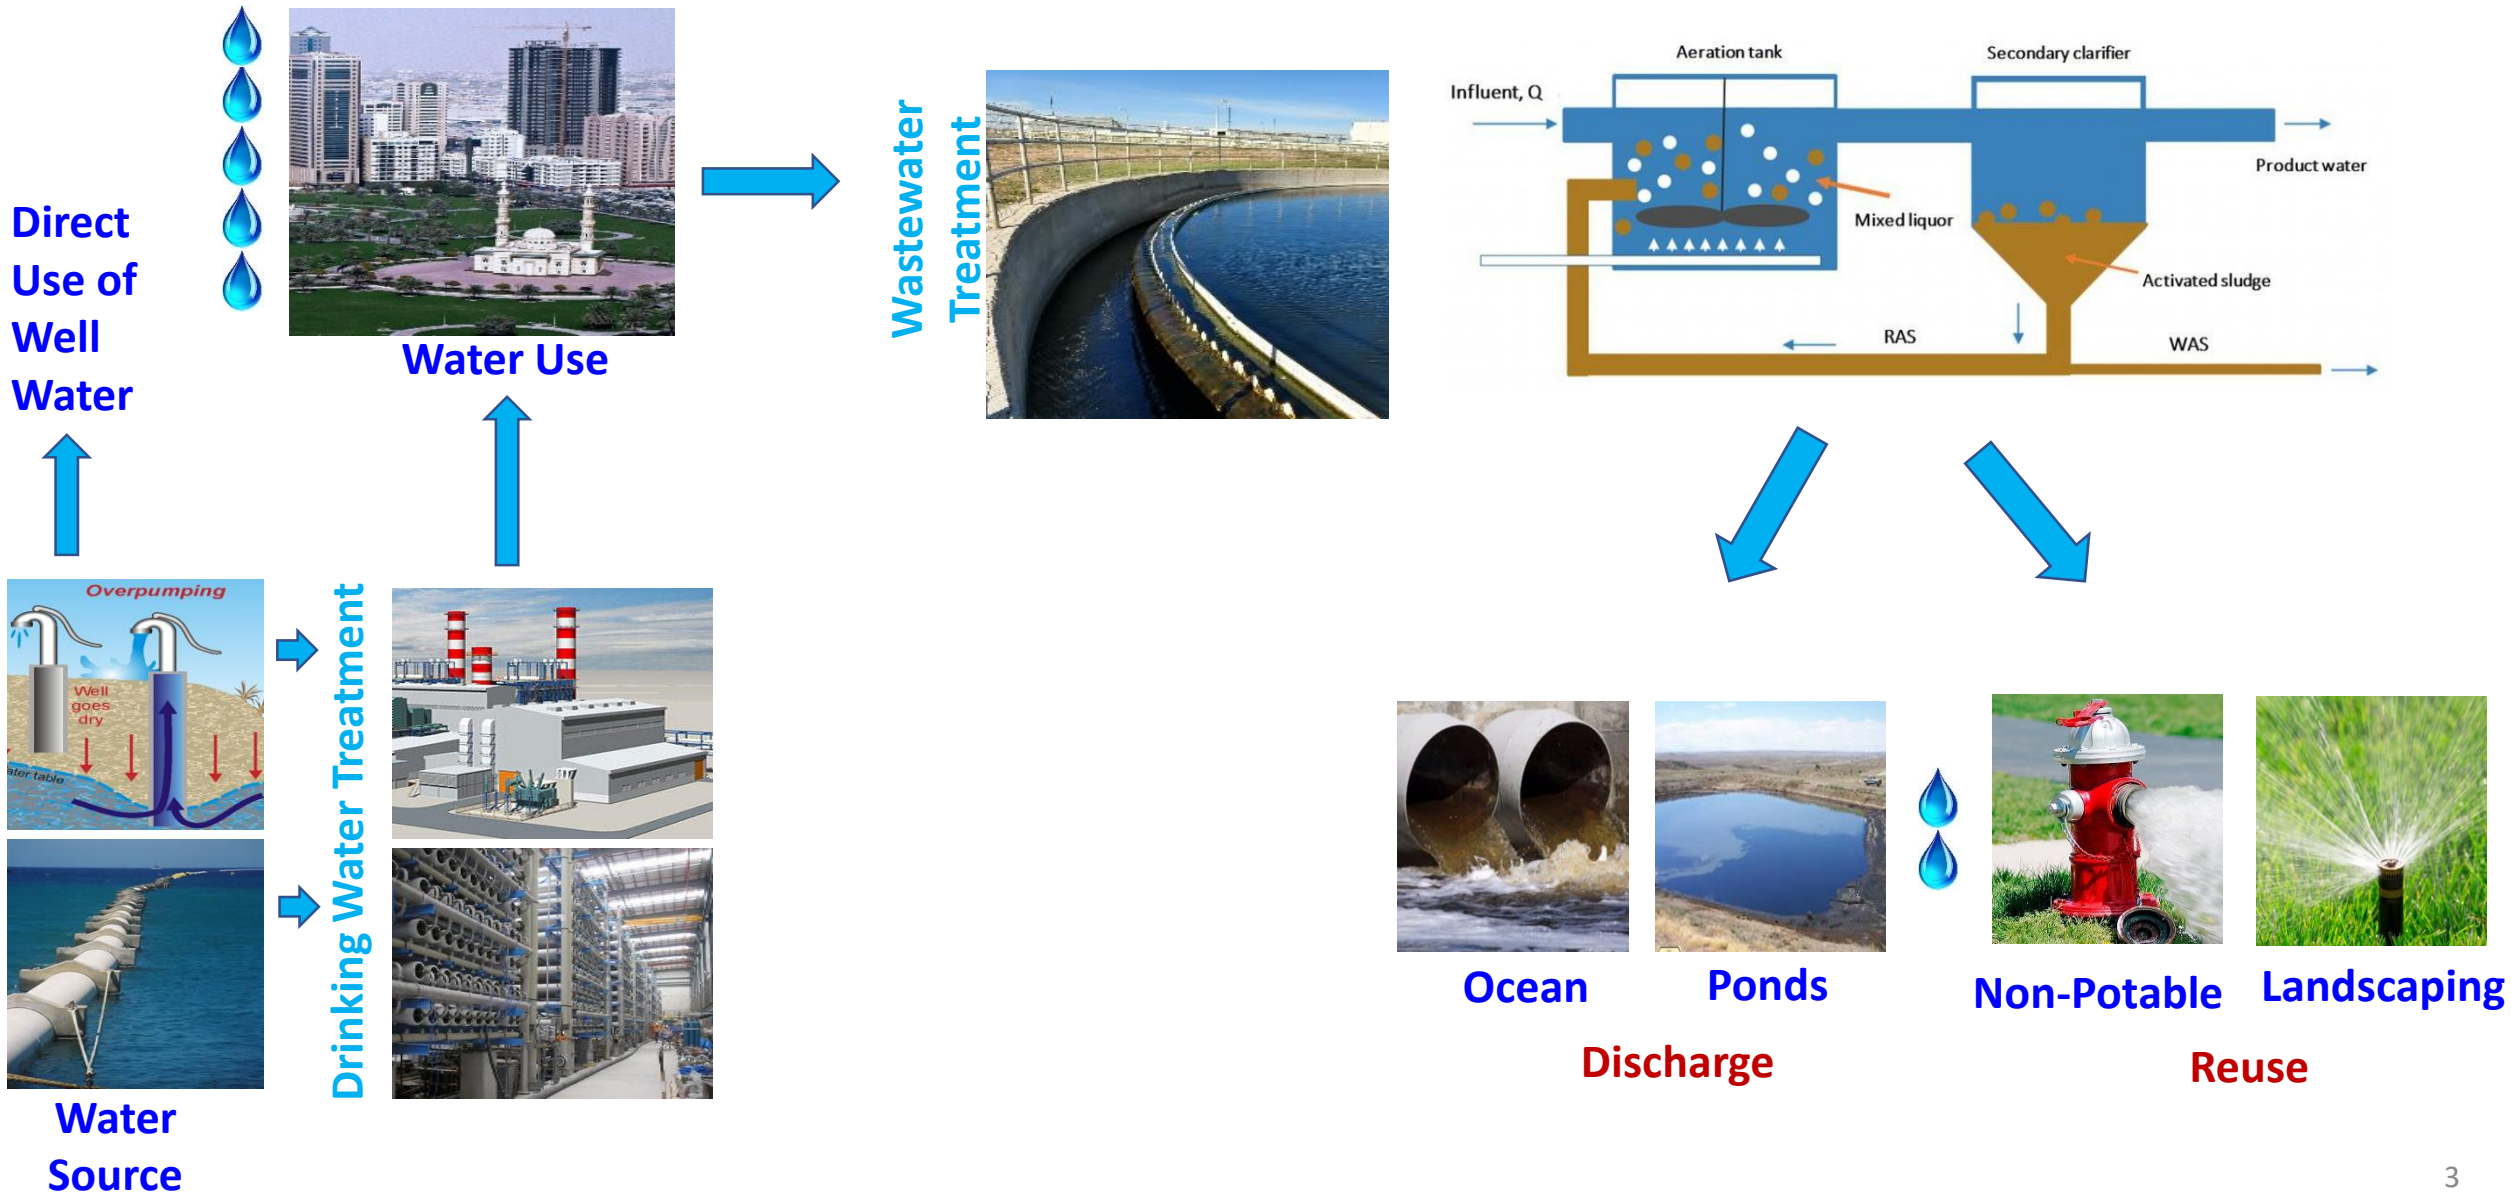 Direct
Use of
Well
Water
Water Use
Wastewater
Treatment
Aeration tank
Secondary clarifier
Influent, Q
Product water
Mixed liquor
Activated sludge
RAS
WAS
Overpumping
Well
goes
dry
table
Drinking Water Treatment
Water
Source
Ocean
Ponds
Non-Potable
Landscaping
Discharge
Reuse
3